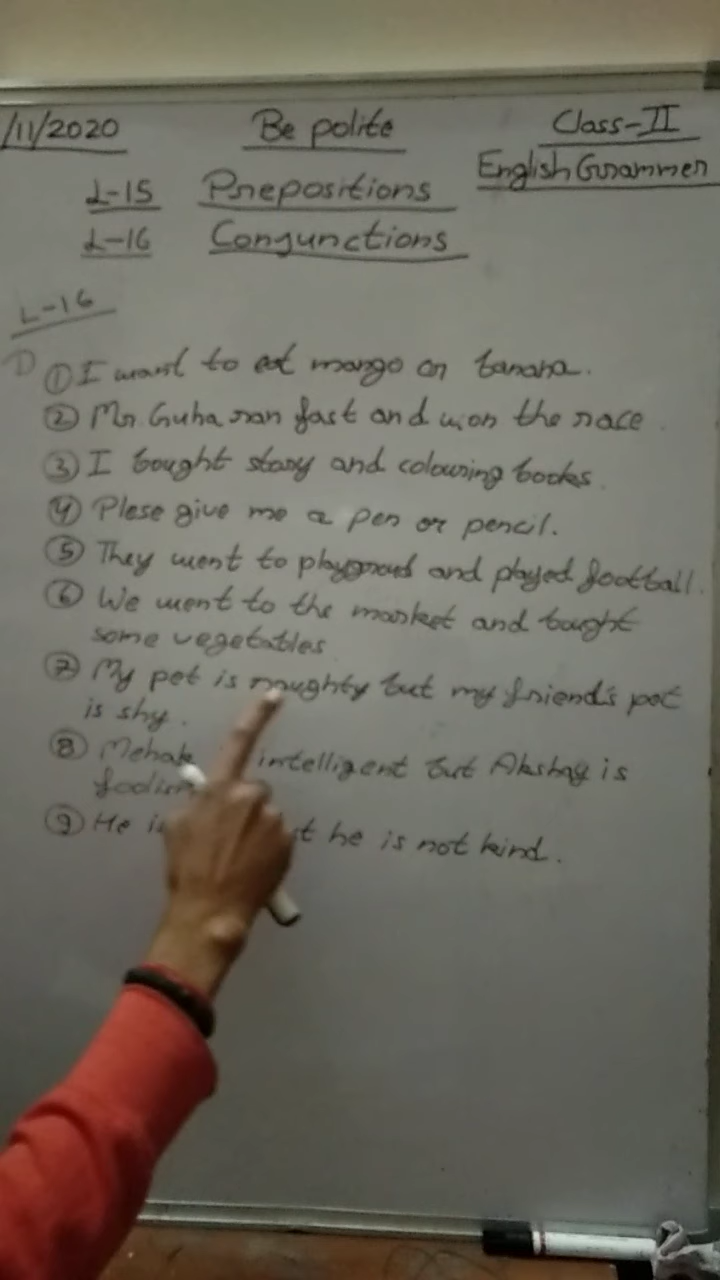 /11/2020 Be polite Class-II
English Grammer
L-15 Prepositions
L-16 Conjunctions
L-16
① I want to eat mango or banana.
② Mr. Guha ran fast and won the race.
③ I bought story and colouring books.
④ Plese give me a pen or pencil.
⑤ They went to playground and played football.
⑥ We went to the market and bought
some vegetables
⑦ My pet is naughty but my friend's pet
is shy.
⑧ Mehak intelligent but Akshay is
⑨ He he is not kind.